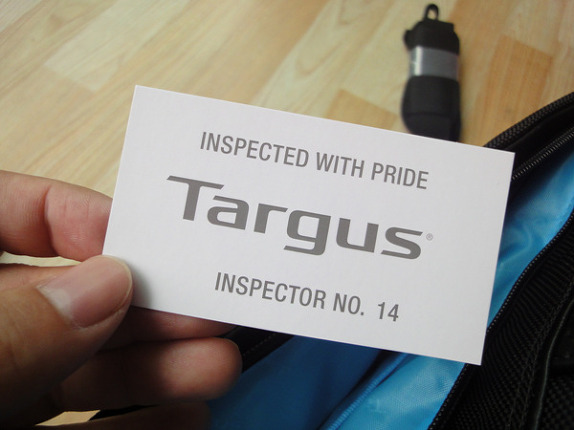 INSPECTED WITH PRIDE
Targus®
INSPECTOR NO. 14